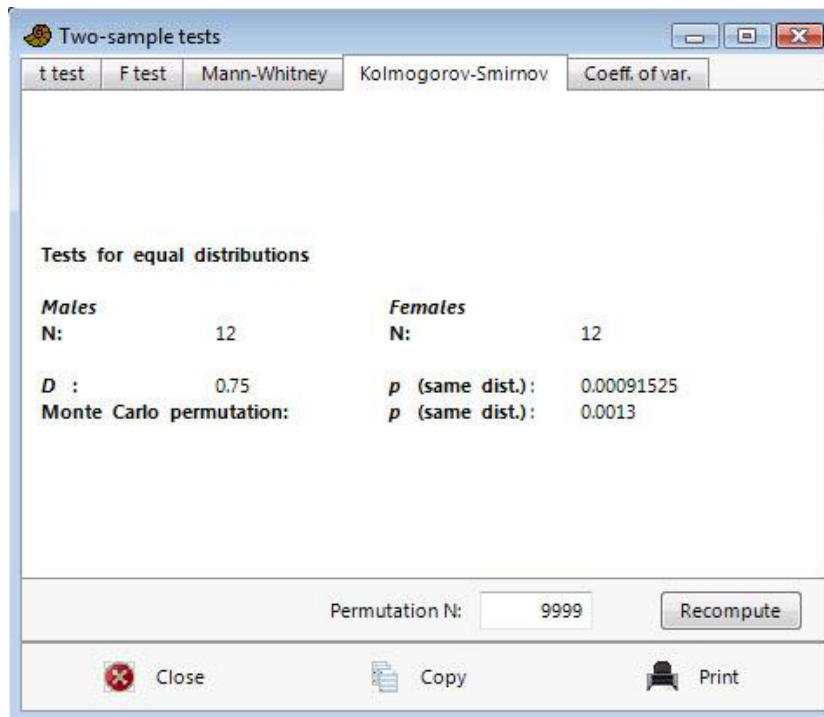 Two-sample tests
t test F test Mann-Whitney Kolmogorov-Smirnov Coeff. of var.
Tests for equal distributions
Males Females
N: 12 N: 12
D : 0.75 p (same dist.): 0.00091525
Monte Carlo permutation: p (same dist.): 0.0013
Permutation N: 9999 Recompute
Close Copy Print